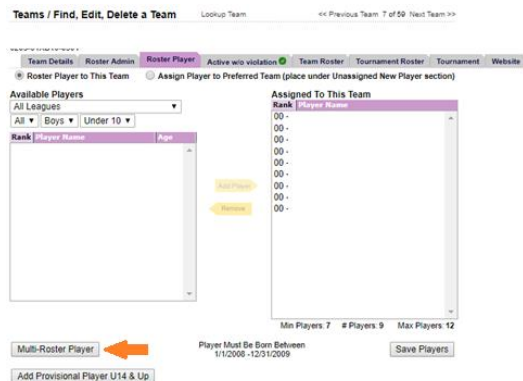 Teams / Find, Edit, Delete a Team Lookup Team << Previous Team 7 of 59 Next Team >>
Team Details Roster Admin Roster Player Active w/o violation Team Roster Tournament Roster Tournament Website
Roster Player to This Team Assign Player to Preferred Team (place under Unassigned New Player section)
Available Players Assigned To This Team
All Leagues
All Boys Under 10
Rank Player Name Age Rank Player Name
00 -
00 -
00 -
00 -
00 -
00 -
00 -
00 -
00 -
Add Player
Remove
Min Players: 7 # Players: 9 Max Players: 12
Multi-Roster Player Player Must Be Born Between Save Players
1/1/2008 -12/31/2009
Add Provisional Player U14 & Up